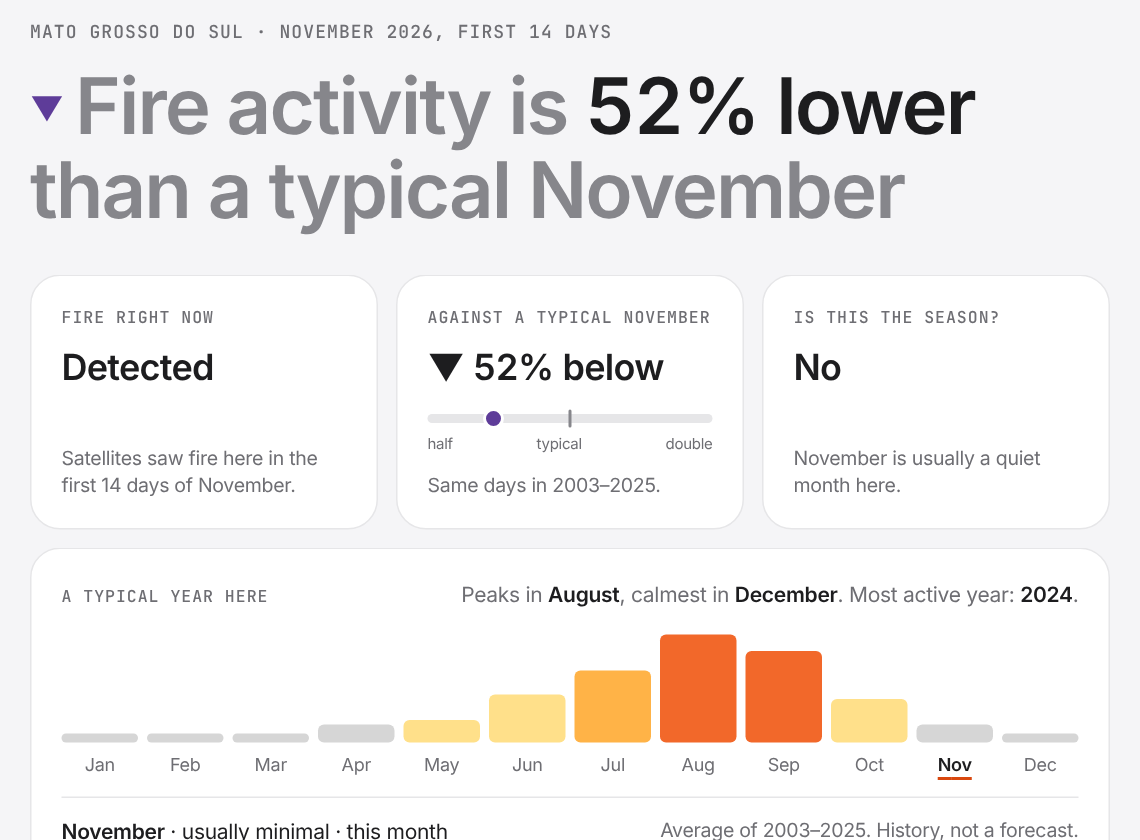 MATO GROSSO DO SUL · NOVEMBER 2026, FIRST 14 DAYS
▼ Fire activity is 52% lower
than a typical November
FIRE RIGHT NOW
Detected
Satellites saw fire here in the
first 14 days of November.
AGAINST A TYPICAL NOVEMBER
▼ 52% below
half typical double
Same days in 2003–2025.
IS THIS THE SEASON?
No
November is usually a quiet
month here.
A TYPICAL YEAR HERE
Peaks in August, calmest in December. Most active year: 2024.
Jan Feb Mar Apr May Jun Jul Aug Sep Oct Nov Dec
November · usually minimal · this month
Average of 2003–2025. History, not a forecast.